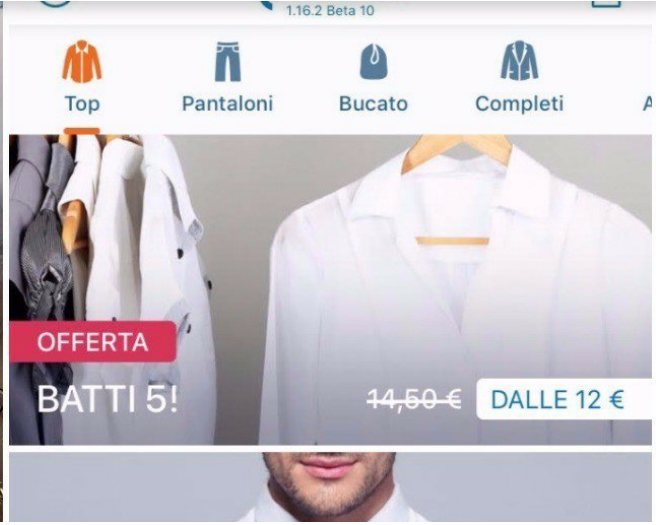 1.16.2 Beta 10
Top Pantaloni Bucato Completi
OFFERTA
BATTI 5! 14,50 € DALLE 12 €